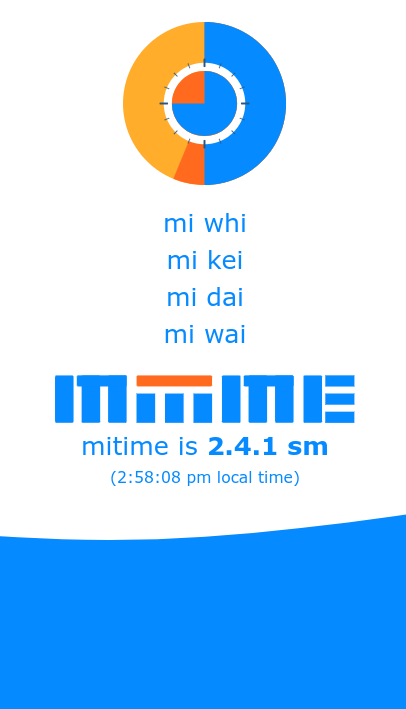 mi whi
mi kei
mi dai
mi wai
mitime
mitime is 2.4.1 sm
(2:58:08 pm local time)